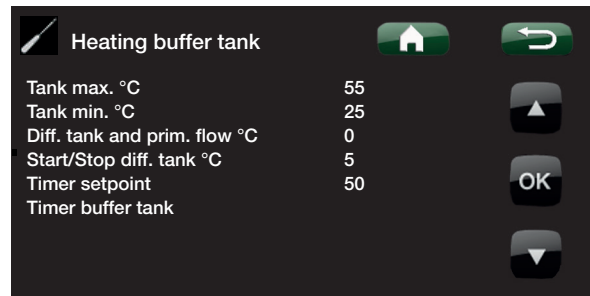 Heating buffer tank
Tank max. °C 55
Tank min. °C 25
Diff. tank and prim. flow °C 0
Start/Stop diff. tank °C 5
Timer setpoint 50
Timer buffer tank
OK